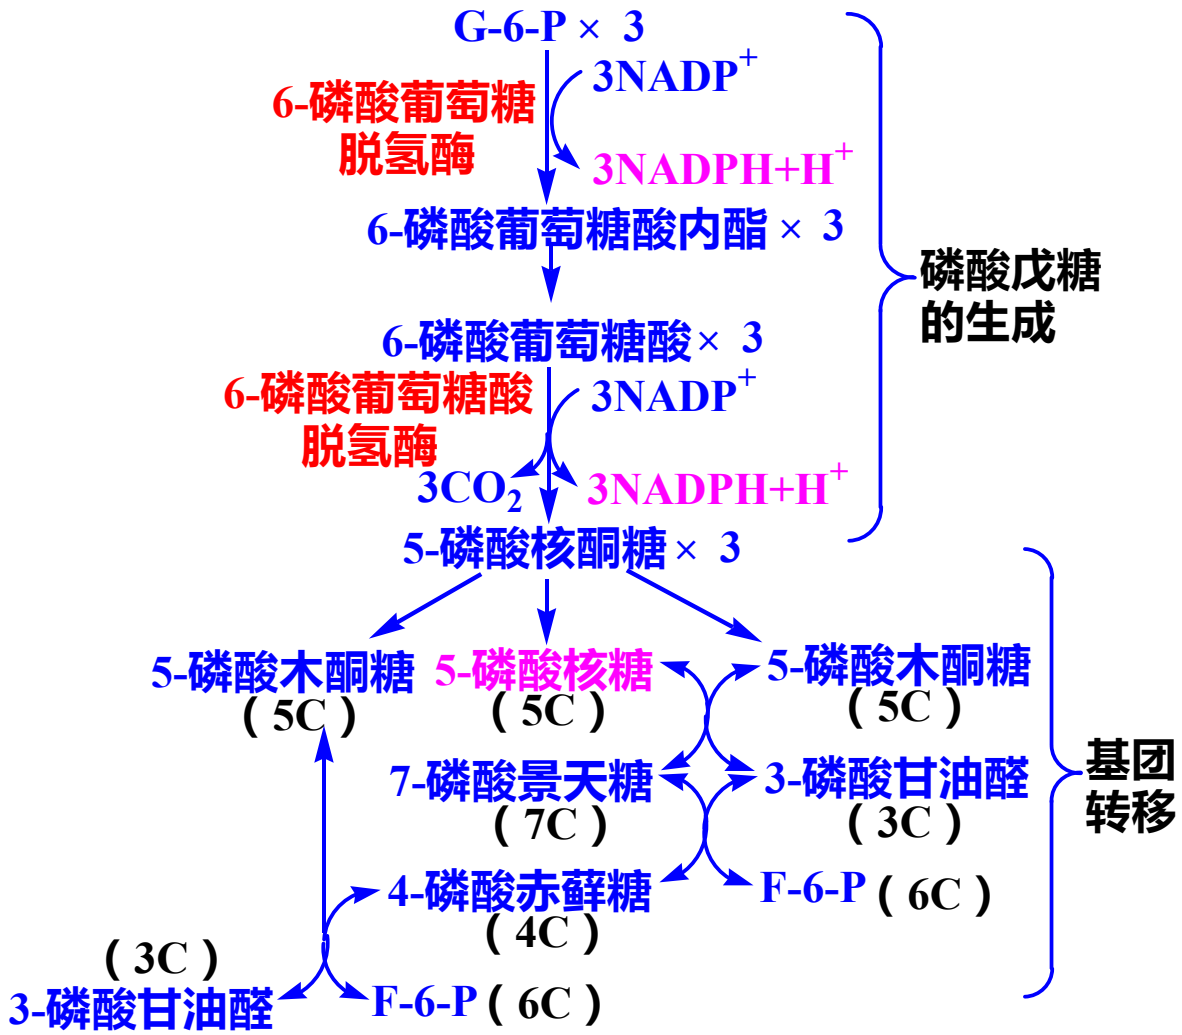 G-6-P × 3
3NADP+
6-磷酸葡萄糖
脱氢酶
3NADPH+H+
6-磷酸葡萄糖酸内酯 × 3
磷酸戊糖
的生成
6-磷酸葡萄糖酸 × 3
6-磷酸葡萄糖酸
脱氢酶
3NADP+
3CO2
3NADPH+H+
5-磷酸核酮糖 × 3
5-磷酸木酮糖
(5C)
5-磷酸核糖
(5C)
5-磷酸木酮糖
(5C)
7-磷酸景天糖
(7C)
3-磷酸甘油醛
(3C)
基团
转移
4-磷酸赤藓糖
(4C)
F-6-P (6C)
(3C)
3-磷酸甘油醛
F-6-P (6C)